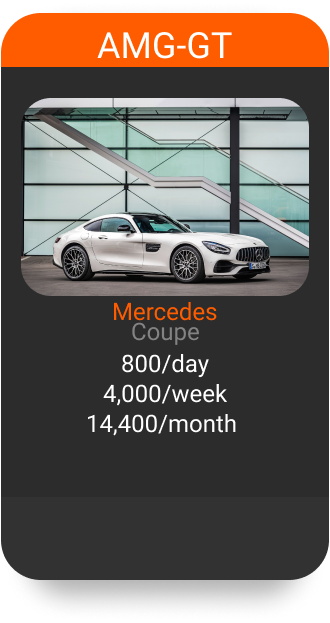 AMG-GT
Mercedes
Coupe
800/day
4,000/week
14,400/month